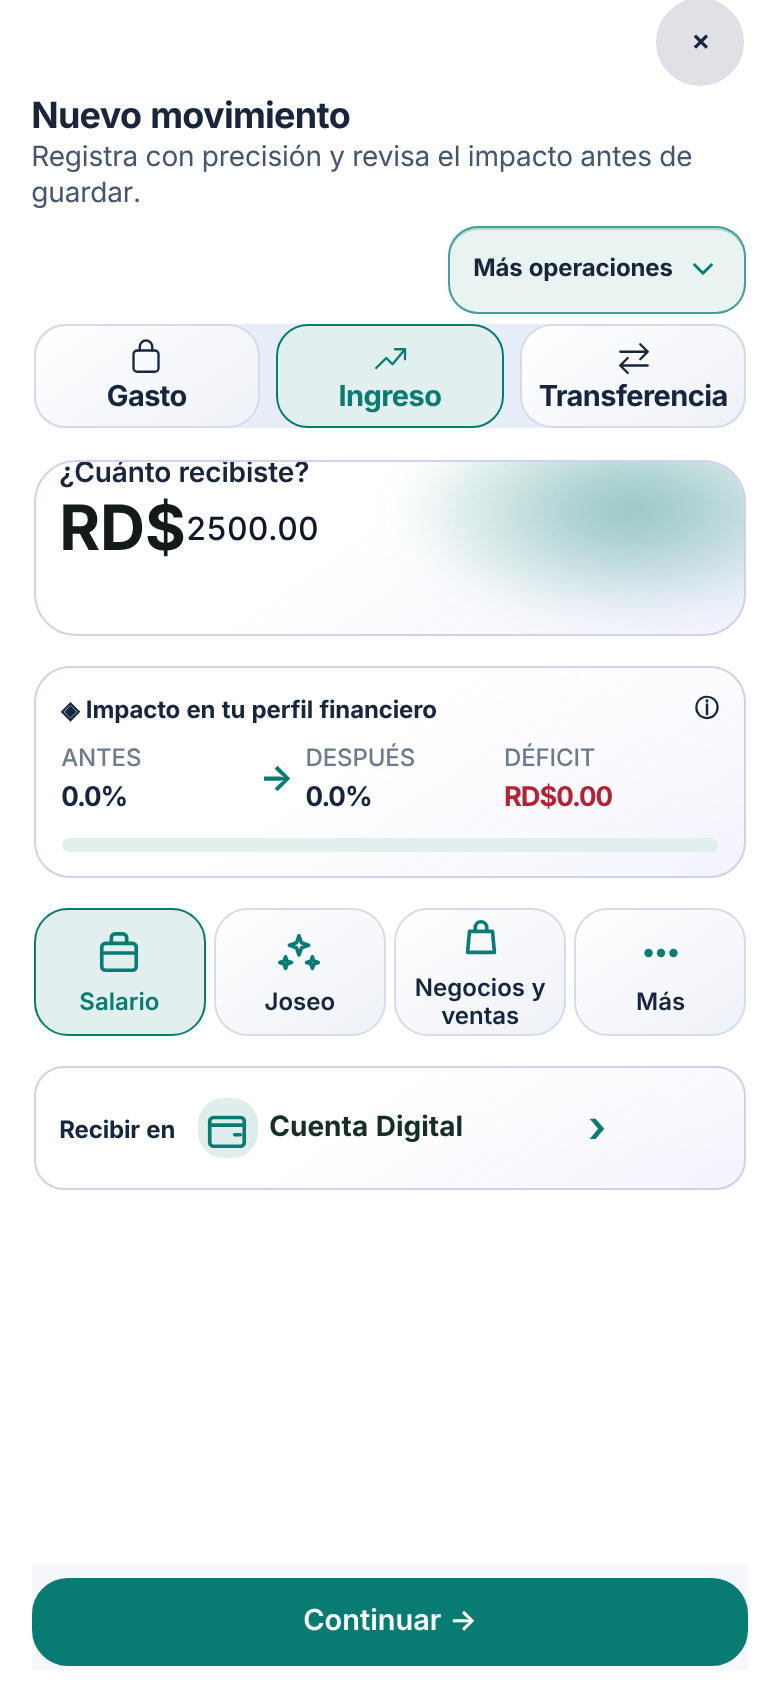 ×
Nuevo movimiento
Registra con precisión y revisa el impacto antes de
guardar.
Más operaciones
Gasto
Ingreso
Transferencia
¿Cuánto recibiste?
RD$2500.00
◈ Impacto en tu perfil financiero
ANTES
0.0%
→
DESPUÉS
0.0%
DÉFICIT
RD$0.00
Salario
Joseo
Negocios y
ventas
Más
Recibir en
Cuenta Digital
›
Continuar →